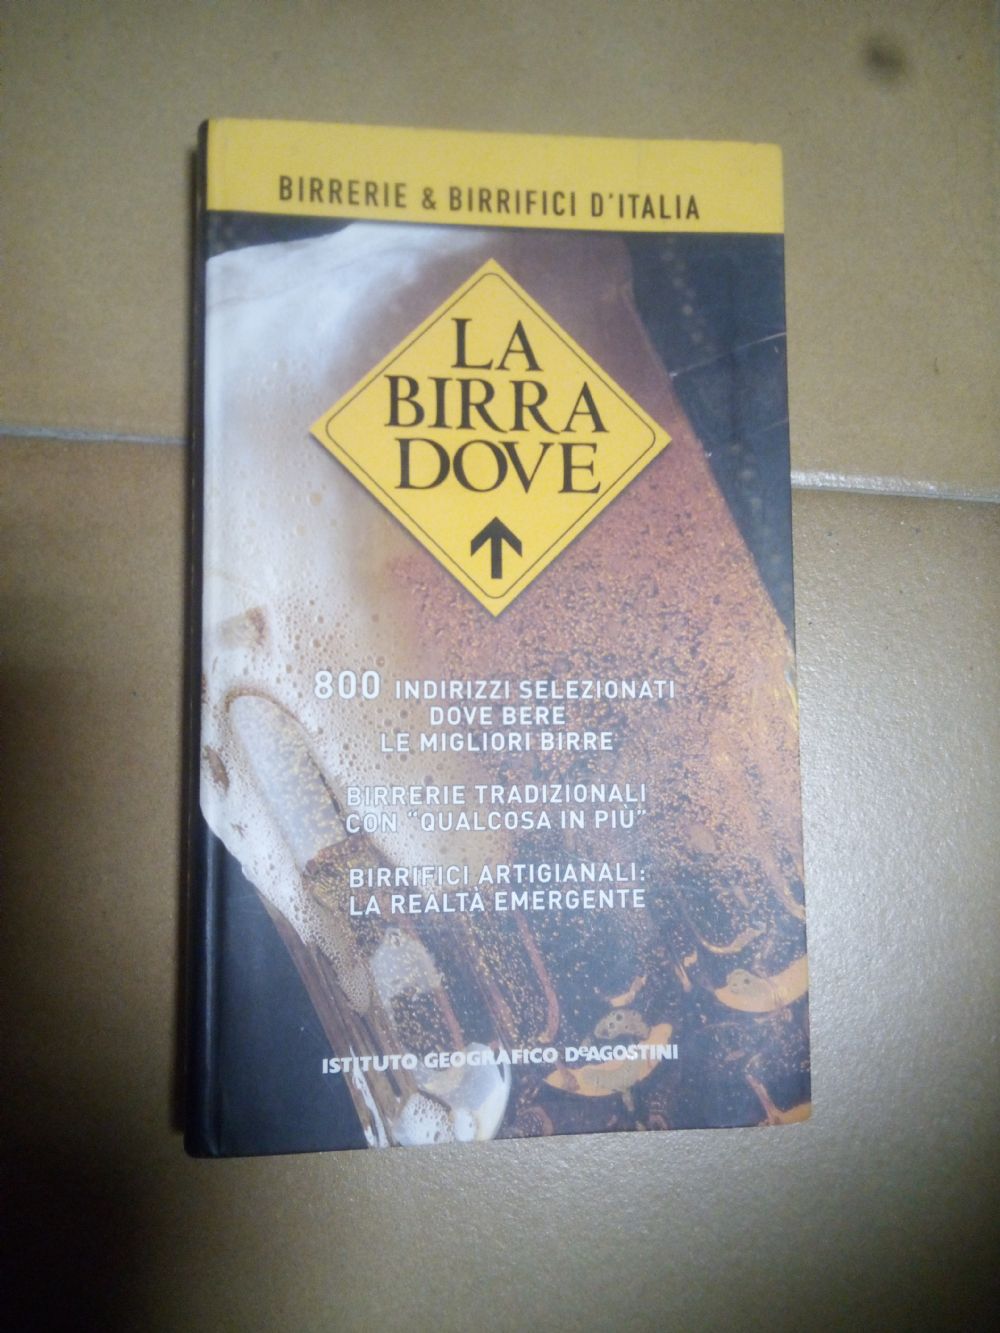 BIRRERIE & BIRRIFICI D'ITALIA
LA
BIRRA
DOVE
800 INDIRIZZI SELEZIONATI
DOVE BERE
LE MIGLIORI BIRRE
BIRRERIE TRADIZIONALI
CON "QUALCOSA IN PIÙ"
BIRRIFICI ARTIGIANALI:
LA REALTÀ EMERGENTE
ISTITUTO GEOGRAFICO DeAGOSTINI